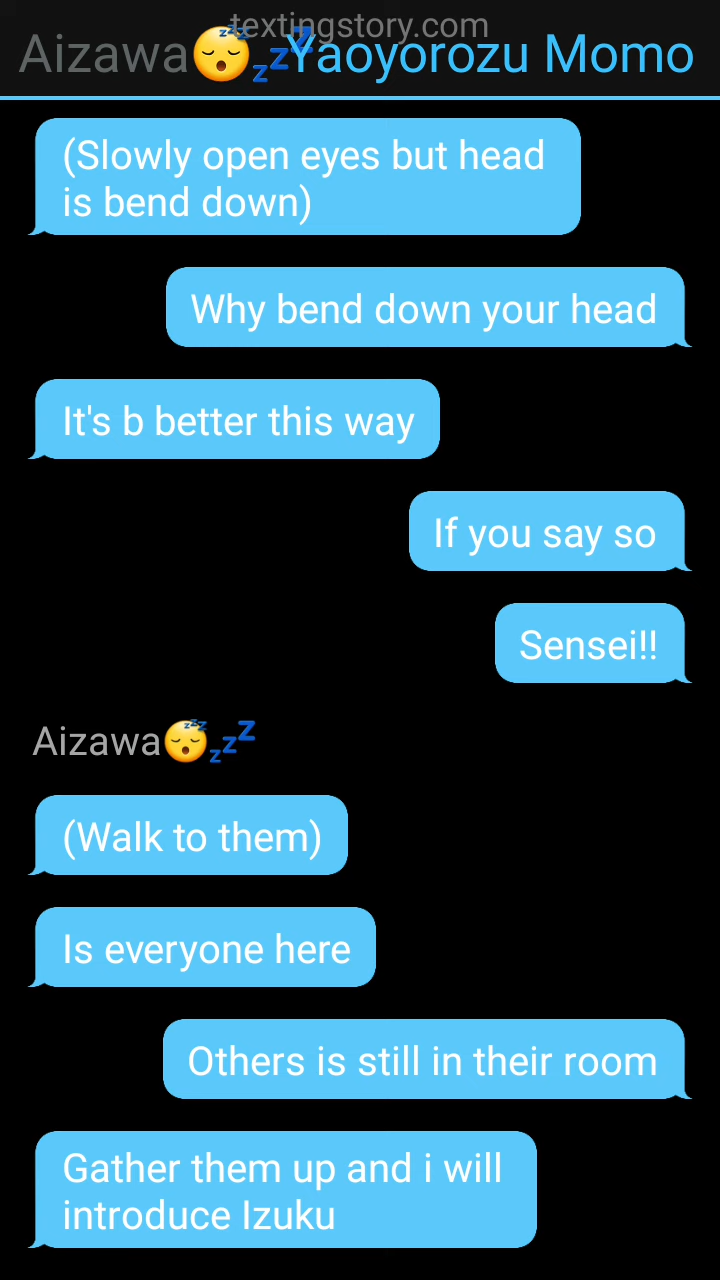 textingstory.com
Aizawa😴💤 Yaoyorozu Momo
(Slowly open eyes but head
is bend down)
Why bend down your head
It's b better this way
If you say so
Sensei!!
Aizawa😴💤
(Walk to them)
Is everyone here
Others is still in their room
Gather them up and i will
introduce Izuku